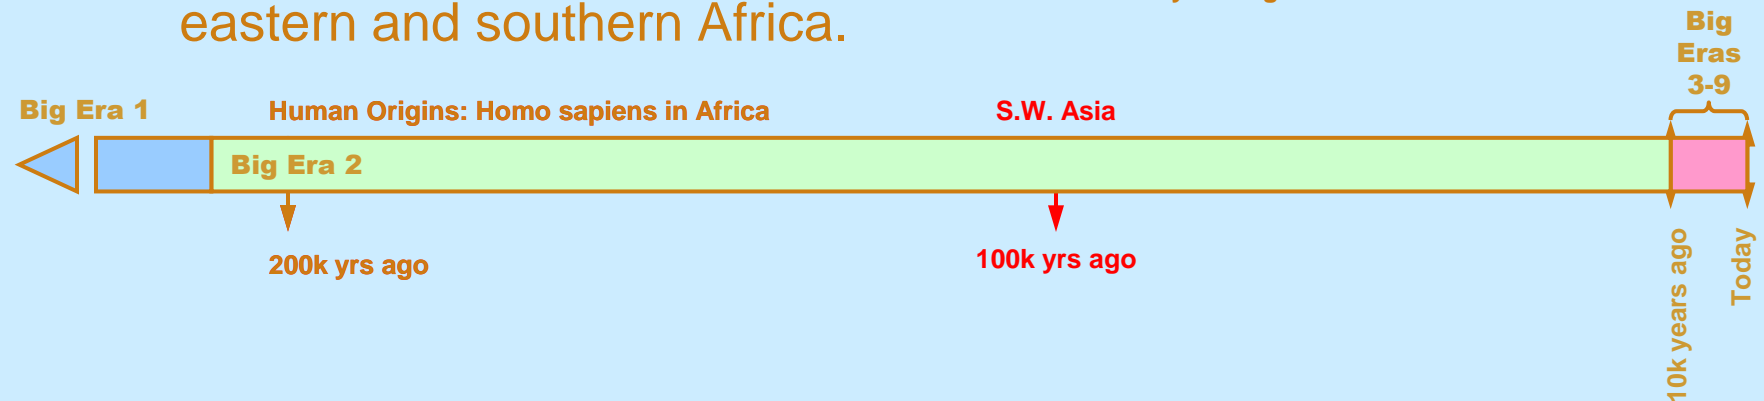 eastern and southern Africa.
Big
Eras
3-9
Big Era 1
Human Origins: Homo sapiens in Africa
S.W. Asia
Big Era 2
200k yrs ago
100k yrs ago
10k years ago
Today